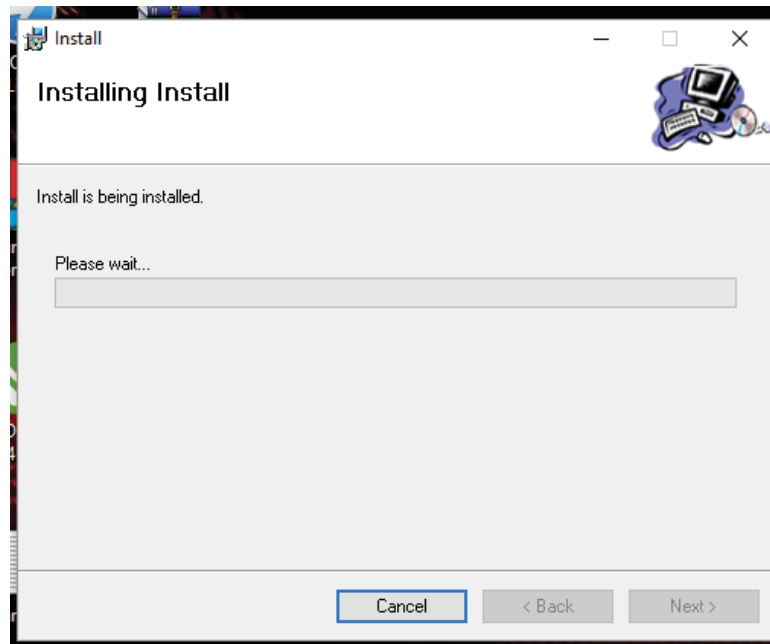 Install
Installing Install
Install is being installed.
Please wait...
Cancel
< Back
Next >